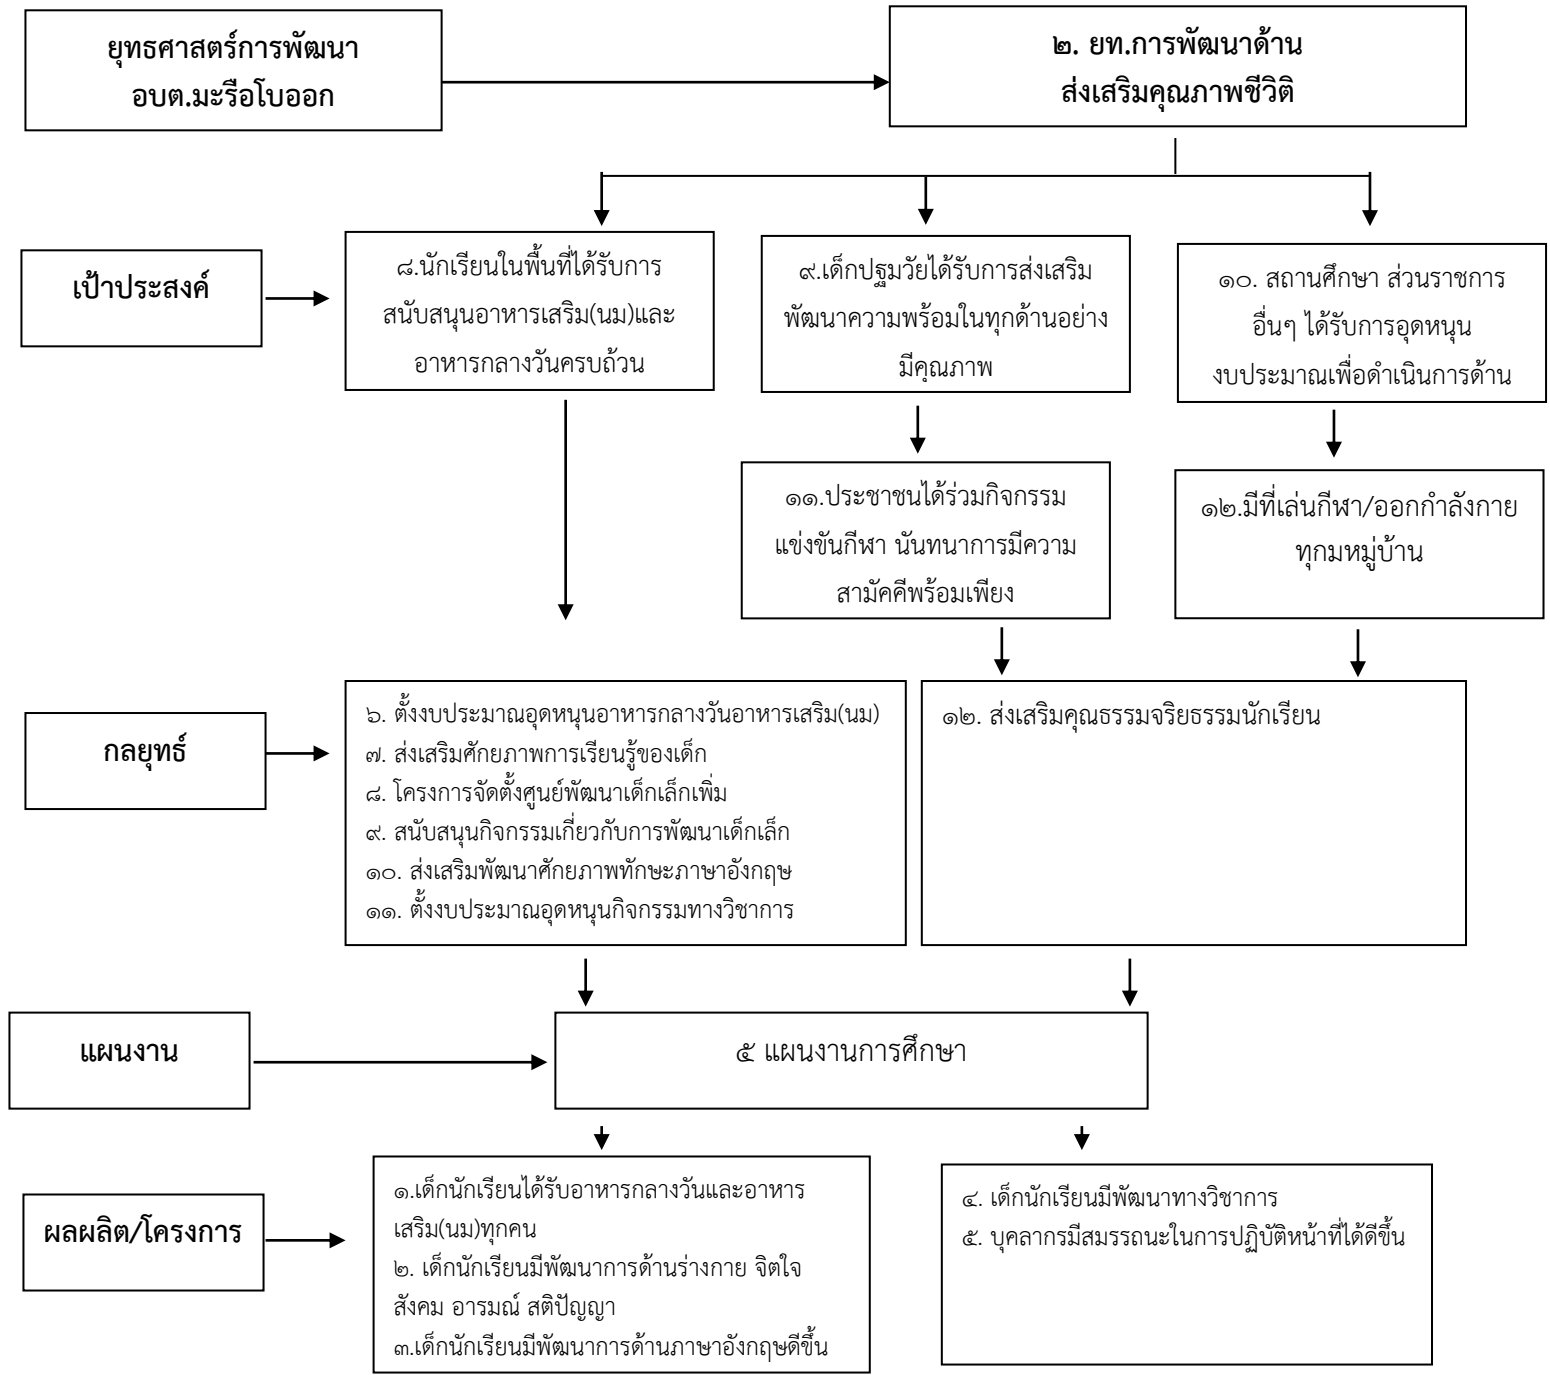 ยุทธศาสตร์การพัฒนา
อบต.มะรือโบออก
๒. ยท.การพัฒนาด้าน
ส่งเสริมคุณภาพชีวิติ
เป้าประสงค์
๘.นักเรียนในพื้นที่ได้รับการ
สนับสนุนอาหารเสริม(นม)และ
อาหารกลางวันครบถ้วน
๙.เด็กปฐมวัยได้รับการส่งเสริม
พัฒนาความพร้อมในทุกด้านอย่าง
มีคุณภาพ
๑๐. สถานศึกษา ส่วนราชการ
อื่นๆ ได้รับการอุดหนุน
งบประมาณเพื่อดำเนินการด้าน
๑๑.ประชาชนได้ร่วมกิจกรรม
แข่งขันกีฬา นันทนาการมีความ
สามัคคีพร้อมเพียง
๑๒.มีที่เล่นกีฬา/ออกกำลังกาย
ทุกมหมู่บ้าน
กลยุทธ์
๖. ตั้งงบประมาณอุดหนุนอาหารกลางวันอาหารเสริม(นม)
๗. ส่งเสริมศักยภาพการเรียนรู้ของเด็ก
๘. โครงการจัดตั้งศูนย์พัฒนาเด็กเล็กเพิ่ม
๙. สนับสนุนกิจกรรมเกี่ยวกับการพัฒนาเด็กเล็ก
๑๐. ส่งเสริมพัฒนาศักยภาพทักษะภาษาอังกฤษ
๑๑. ตั้งงบประมาณอุดหนุนกิจกรรมทางวิชาการ
๑๒. ส่งเสริมคุณธรรมจริยธรรมนักเรียน
แผนงาน
๕ แผนงานการศึกษา
ผลผลิต/โครงการ
๑.เด็กนักเรียนได้รับอาหารกลางวันและอาหาร
เสริม(นม)ทุกคน
๒. เด็กนักเรียนมีพัฒนาการด้านร่างกาย จิตใจ
สังคม อารมณ์ สติปัญญา
๓.เด็กนักเรียนมีพัฒนาการด้านภาษาอังกฤษดีขึ้น
๔. เด็กนักเรียนมีพัฒนาทางวิชาการ
๕. บุคลากรมีสมรรถนะในการปฏิบัติหน้าที่ได้ดีขึ้น